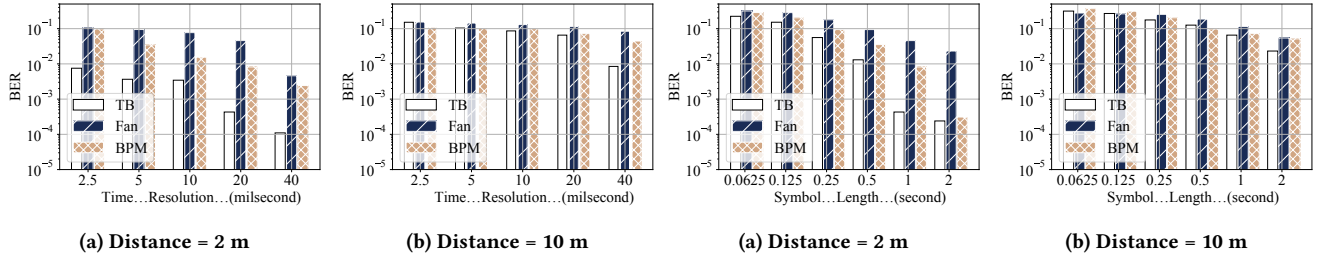 BER
10⁻¹
10⁻²
10⁻³
10⁻⁴
10⁻⁵
TB
Fan
BPM
2.5 5 10 20 40
Time…Resolution…(milsecond)
(a) Distance = 2 m
BER
10⁻¹
10⁻²
10⁻³
10⁻⁴
10⁻⁵
TB
Fan
BPM
2.5 5 10 20 40
Time…Resolution…(milsecond)
(b) Distance = 10 m
BER
10⁻¹
10⁻²
10⁻³
10⁻⁴
10⁻⁵
TB
Fan
BPM
0.0625 0.125 0.25 0.5 1 2
Symbol…Length…(second)
(a) Distance = 2 m
BER
10⁻¹
10⁻²
10⁻³
10⁻⁴
10⁻⁵
TB
Fan
BPM
0.0625 0.125 0.25 0.5 1 2
Symbol…Length…(second)
(b) Distance = 10 m